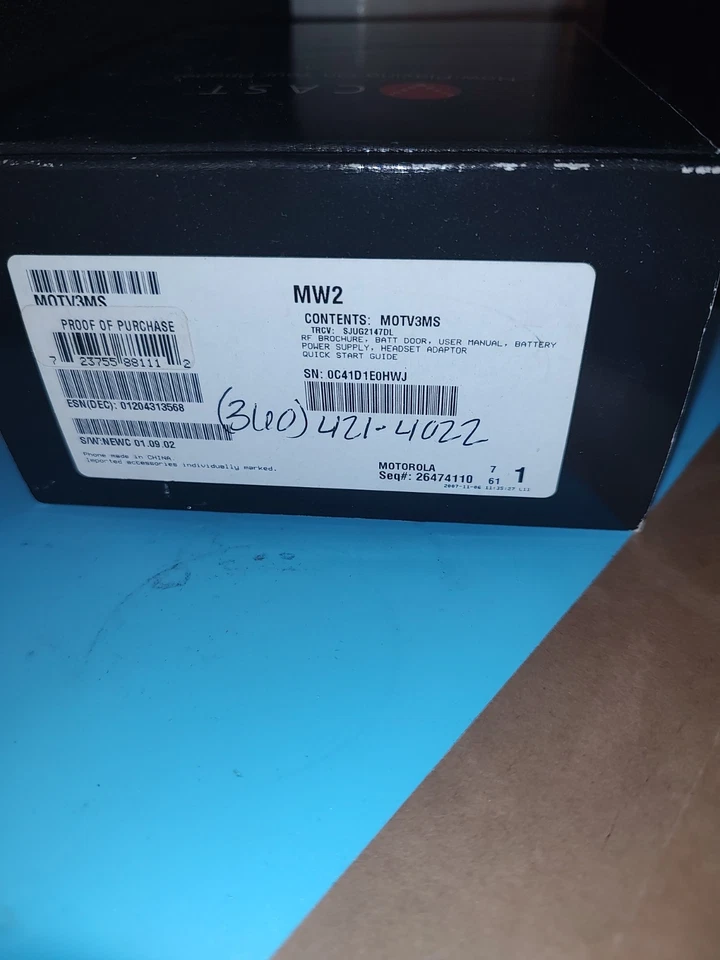 V CAST
MOTV3MS
PROOF OF PURCHASE
7 23755 88111 2
ESN(DEC): 01204313568
S/W:NEWC 01.09.02
Phone made in CHINA
Imported accessories individually marked.
MW2
CONTENTS: MOTV3MS
TRCV: SJUG2147DL
RF BROCHURE, BATT DOOR, USER MANUAL, BATTERY
POWER SUPPLY, HEADSET ADAPTOR
QUICK START GUIDE
SN: 0C41D1E0HWJ
(360) 421-4022
MOTOROLA 7
Seq#: 26474110 61 1